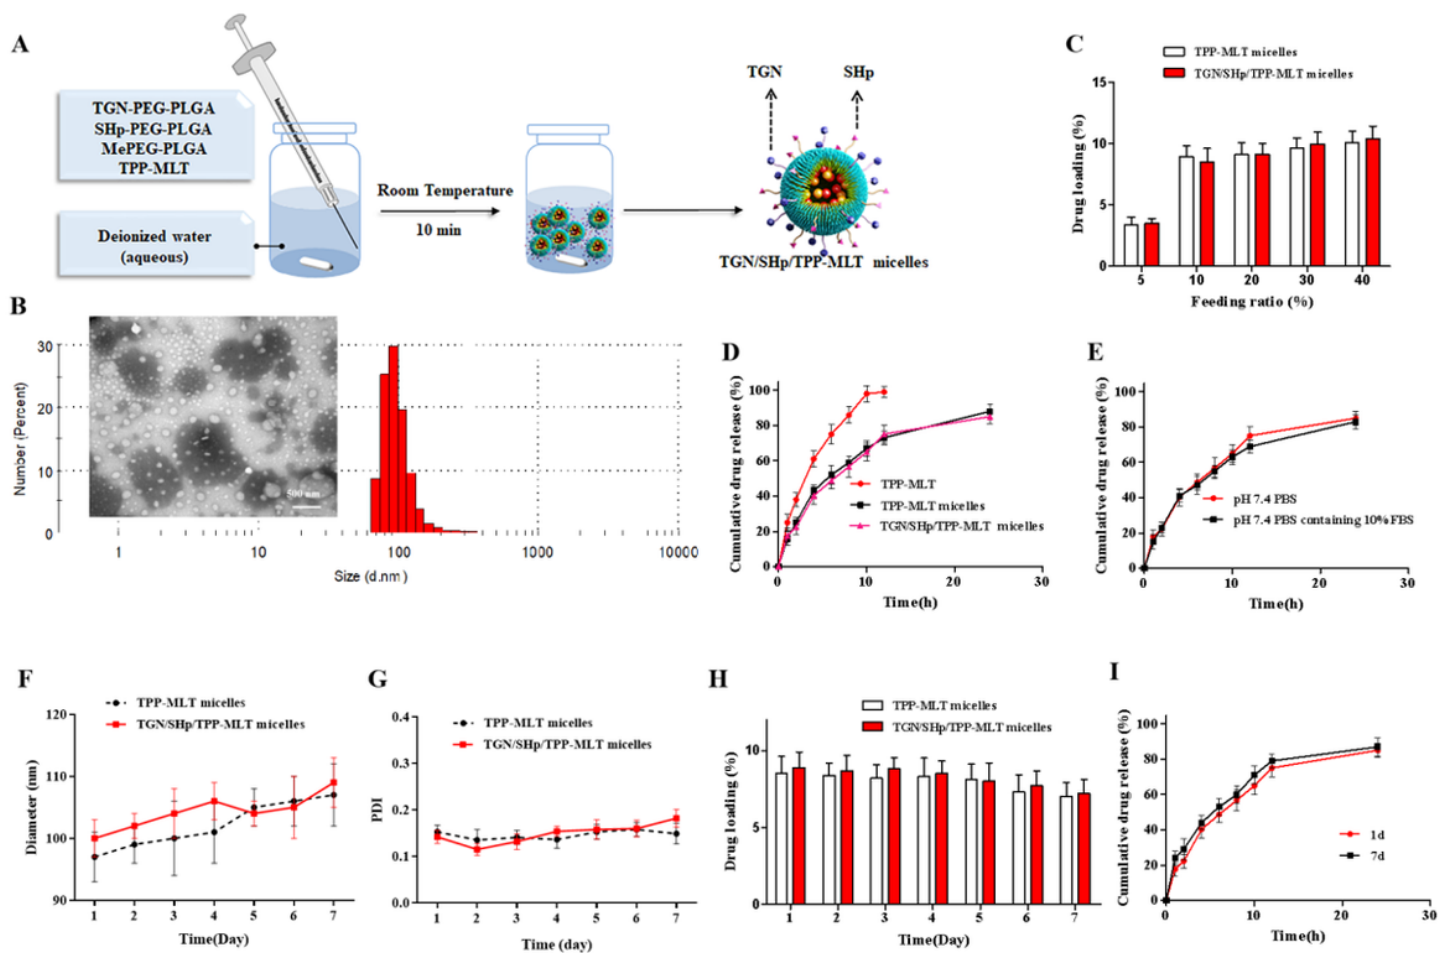 A
TGN-PEG-PLGA
SHp-PEG-PLGA
MePEG-PLGA
TPP-MLT
Deionized water
(aqueous)
Room Temperature
10 min
TGN
SHp
TGN/SHp/TPP-MLT micelles
C
TPP-MLT micelles
TGN/SHp/TPP-MLT micelles
Drug loading (%)
15
10
5
0
5 10 20 30 40
Feeding ratio (%)
B
Number (Percent)
30
20
10
0
500 nm
1 10 100 1000 10000
Size (d.nm)
D
Cumulative drug release (%)
100
80
60
40
20
0
TPP-MLT
TPP-MLT micelles
TGN/SHp/TPP-MLT micelles
0 10 20 30
Time(h)
E
Cumulative drug release (%)
100
80
60
40
20
0
pH 7.4 PBS
pH 7.4 PBS containing 10%FBS
0 10 20 30
Time(h)
F
TPP-MLT micelles
TGN/SHp/TPP-MLT micelles
Diameter (nm)
120
110
100
90
1 2 3 4 5 6 7
Time(Day)
G
TPP-MLT micelles
TGN/SHp/TPP-MLT micelles
PDI
0.4
0.3
0.2
0.1
0.0
1 2 3 4 5 6 7
Time (day)
H
TPP-MLT micelles
TGN/SHp/TPP-MLT micelles
Drug loading (%)
10
5
0
1 2 3 4 5 6 7
Time(Day)
I
Cumulative drug release (%)
100
80
60
40
20
0
1d
7d
0 10 20 30
Time(h)